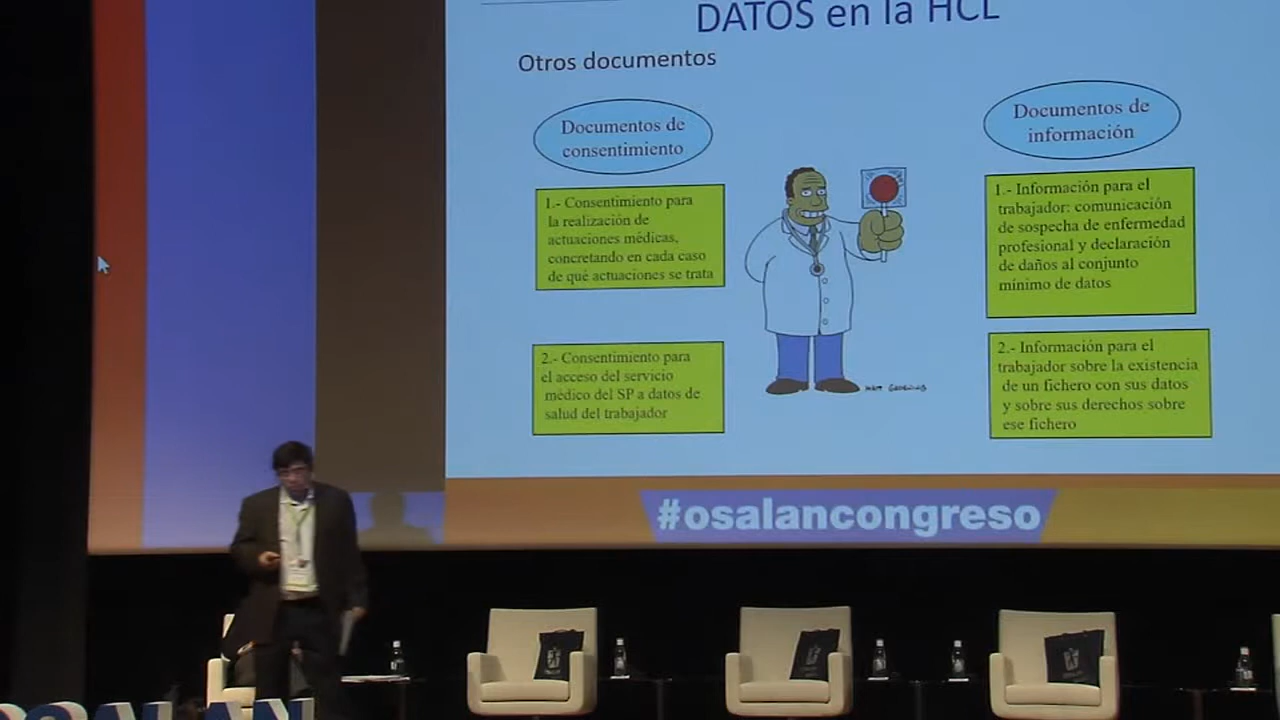 DATOS en la HCL
Otros documentos
Documentos de
consentimiento
1.- Consentimiento para
la realización de
actuaciones médicas,
concretando en cada caso
de qué actuaciones se trata
2.- Consentimiento para
el acceso del servicio
médico del SP a datos de
salud del trabajador
Documentos de
información
1.- Información para el
trabajador: comunicación
de sospecha de enfermedad
profesional y declaración
de daños al conjunto
mínimo de datos
2.- Información para el
trabajador sobre la existencia
de un fichero con sus datos
y sobre sus derechos sobre
ese fichero
MATT GROENING
#osalancongreso
OSALAN